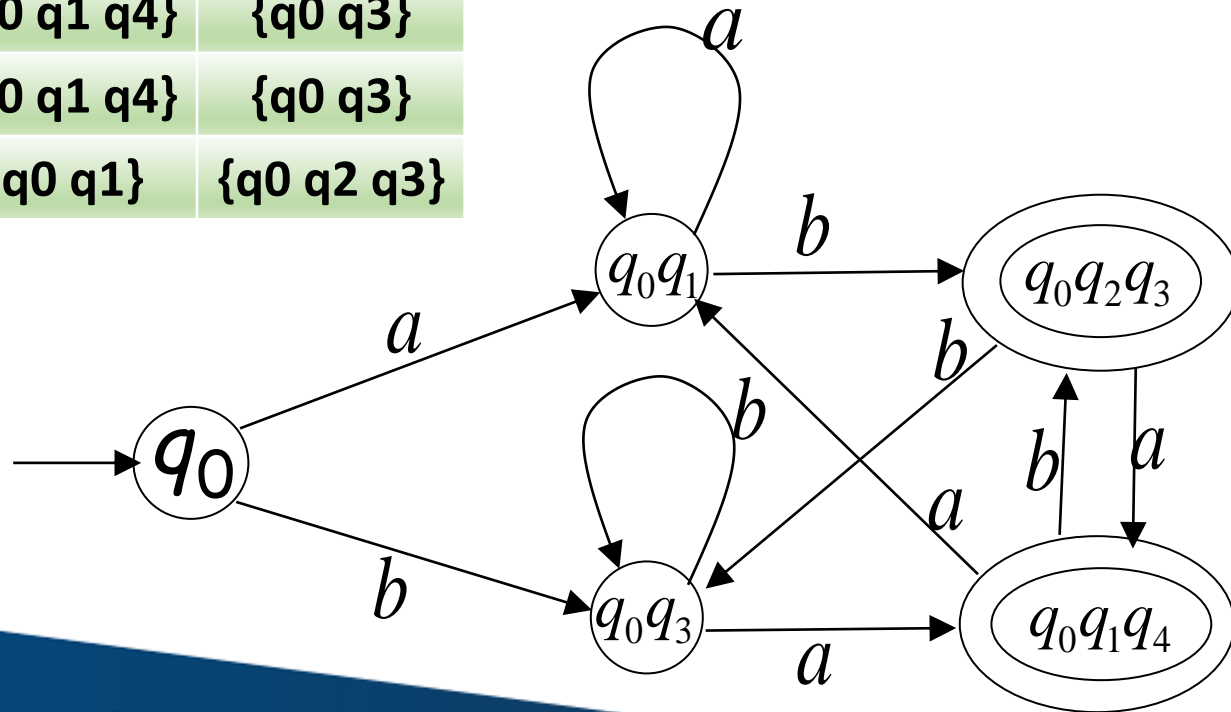 0 q1 q4} {q0 q3}
0 q1 q4} {q0 q3}
q0 q1} {q0 q2 q3}
a
b
q₀q₁
q₀q₂q₃
a
b
b
q₀
b
a
a
b
q₀q₃
q₀q₁q₄
a